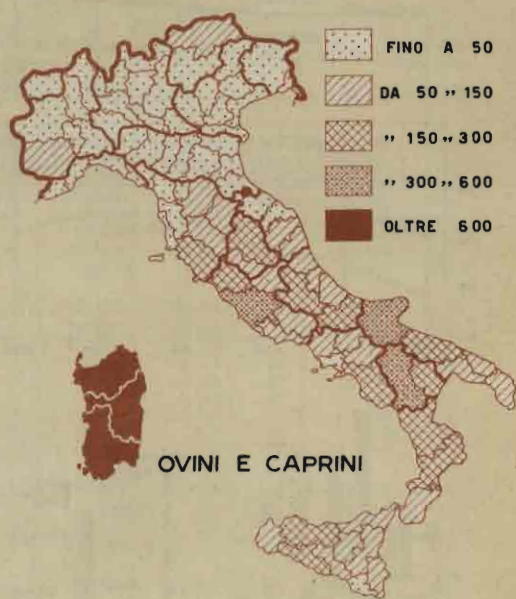 FINO A 50
DA 50 „ 150
„ 150 „ 300
„ 300 „ 600
OLTRE 600
OVINI E CAPRINI